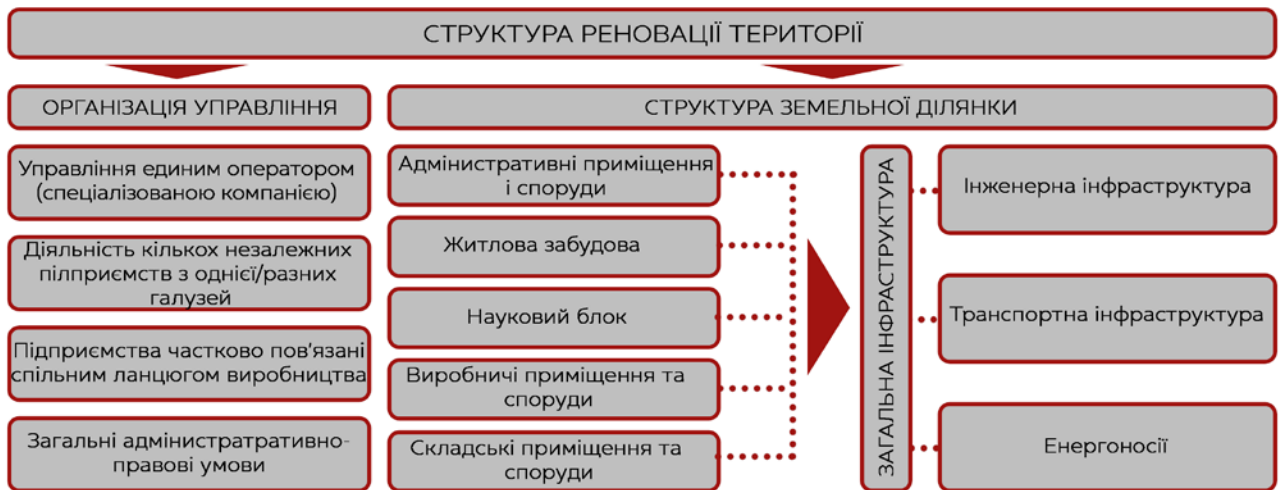 СТРУКТУРА РЕНОВАЦІЇ ТЕРИТОРІЇ
ОРГАНІЗАЦІЯ УПРАВЛІННЯ
Управління единим оператором
(спеціалізованою компанією)
Діяльність кількох незалежних
пілприємств з однієї/разних
галузей
Підприємства частково пов'язані
спільним ланцюгом виробництва
Загальні адміністратративно-
правові умови
СТРУКТУРА ЗЕМЕЛЬНОЇ ДІЛЯНКИ
Адміністративні приміщення
і споруди
Житлова забудова
Науковий блок
Виробничі приміщення та
споруди
Складські приміщення та
споруди
ЗАГАЛЬНА ІНФРАСТРУКТУРА
Інженерна інфраструктура
Транспортна інфраструктура
Енергоносії